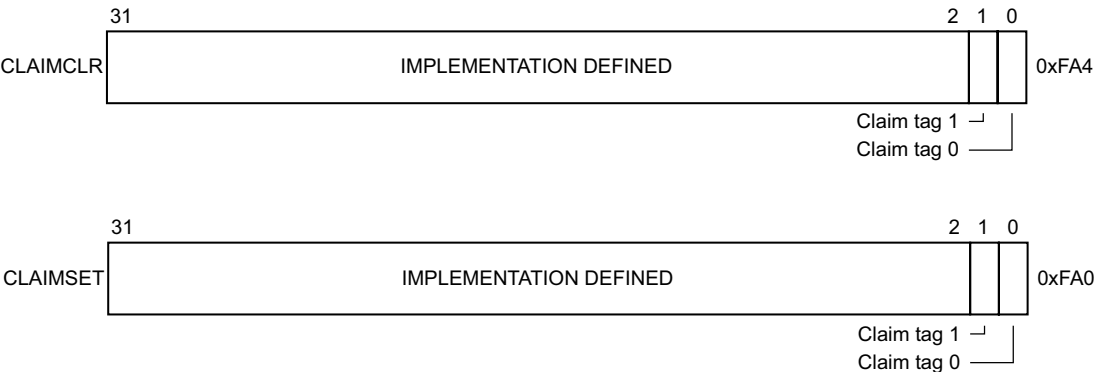 31 2 1 0
CLAIMCLR IMPLEMENTATION DEFINED 0xFA4
Claim tag 1
Claim tag 0
31 2 1 0
CLAIMSET IMPLEMENTATION DEFINED 0xFA0
Claim tag 1
Claim tag 0